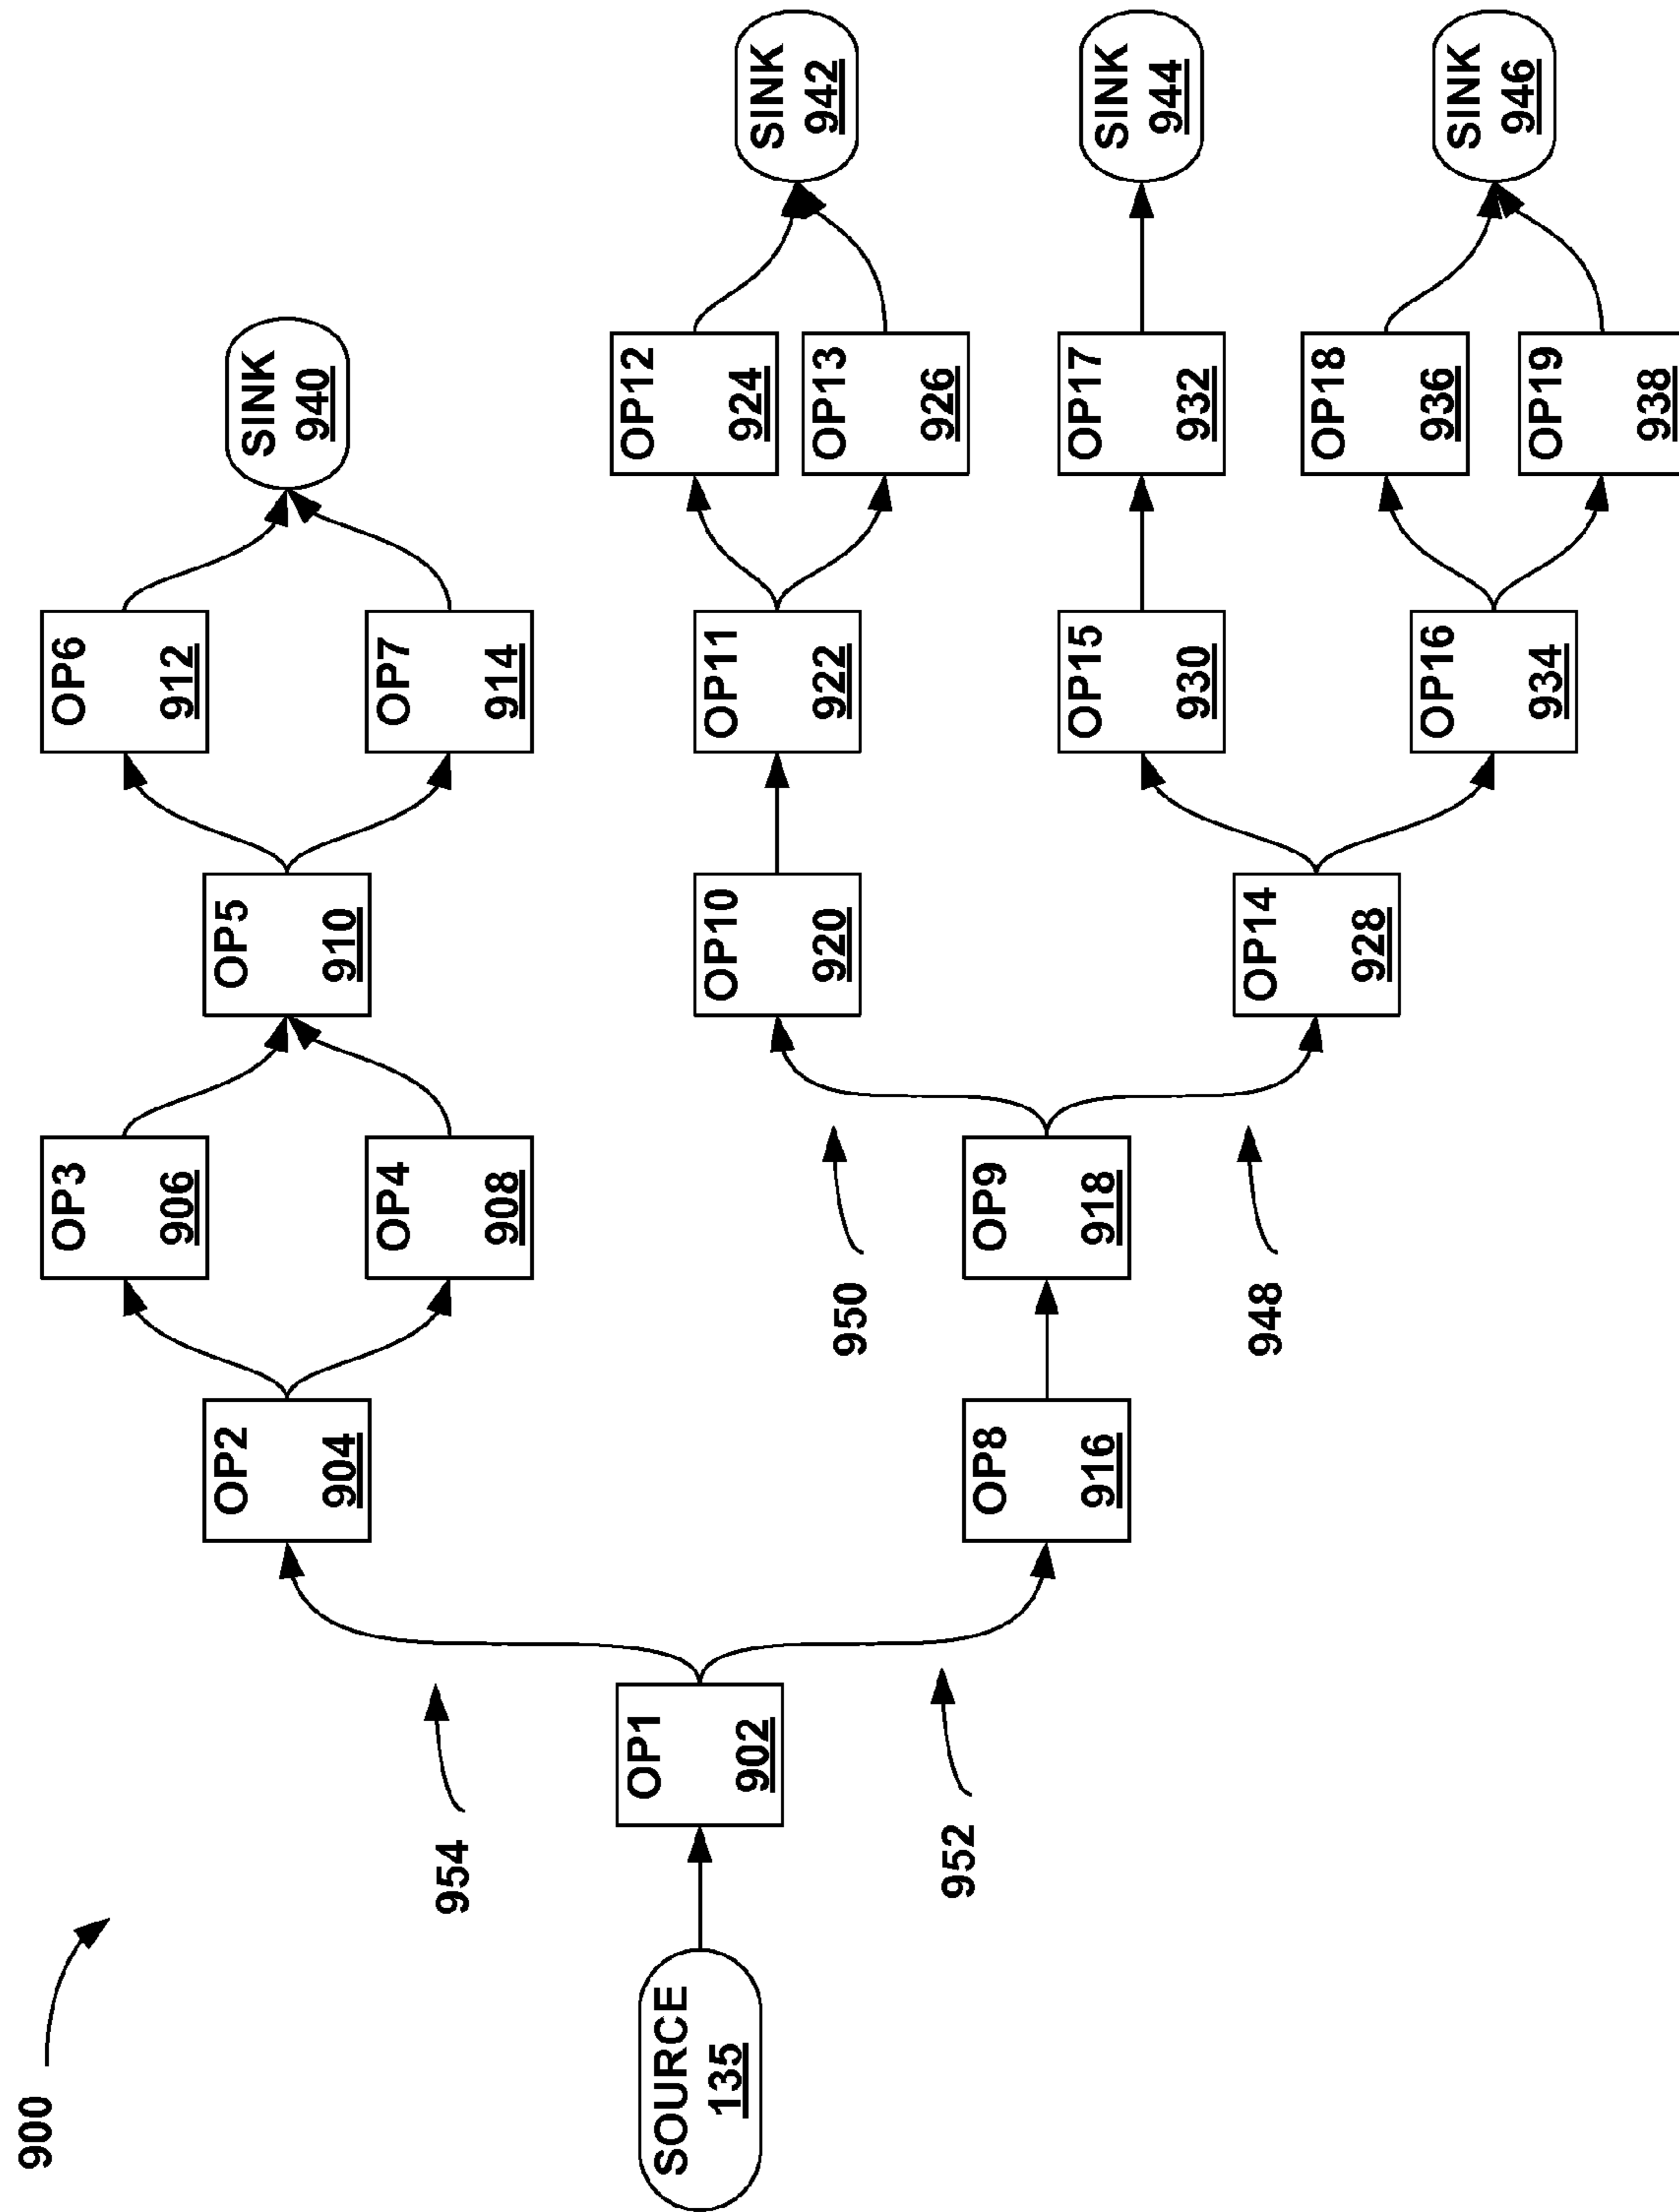 900
SOURCE
135
OP1
902
954
952
OP2
904
OP3
906
OP4
908
OP5
910
OP6
912
OP7
914
SINK
940
OP8
916
OP9
918
950
948
OP10
920
OP11
922
OP12
924
OP13
926
SINK
942
OP14
928
OP15
930
OP17
932
SINK
944
OP16
934
OP18
936
OP19
938
SINK
946